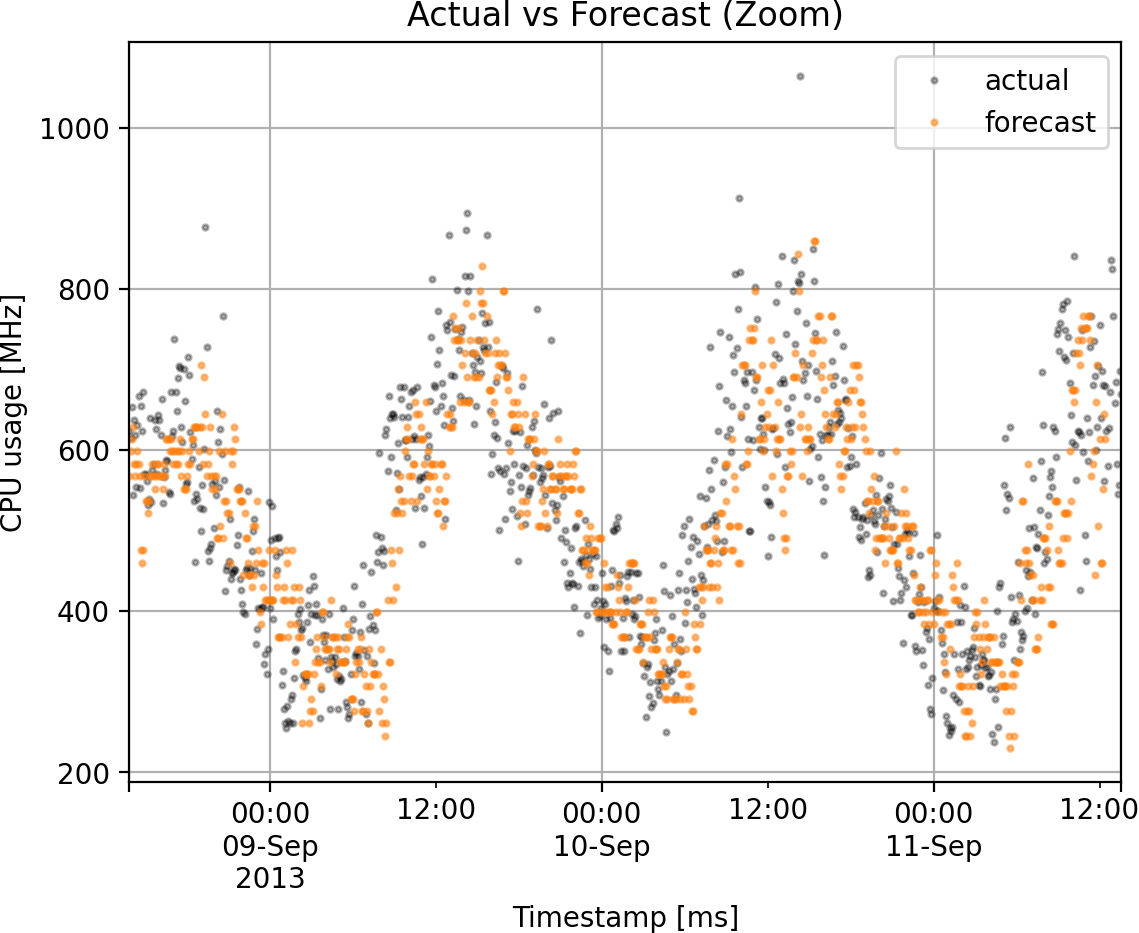 Actual vs Forecast (Zoom)
actual
forecast
CPU usage [MHz]
1000
800
600
400
200
00:00 12:00 00:00 12:00 00:00 12:00
09-Sep 10-Sep 11-Sep
2013
Timestamp [ms]